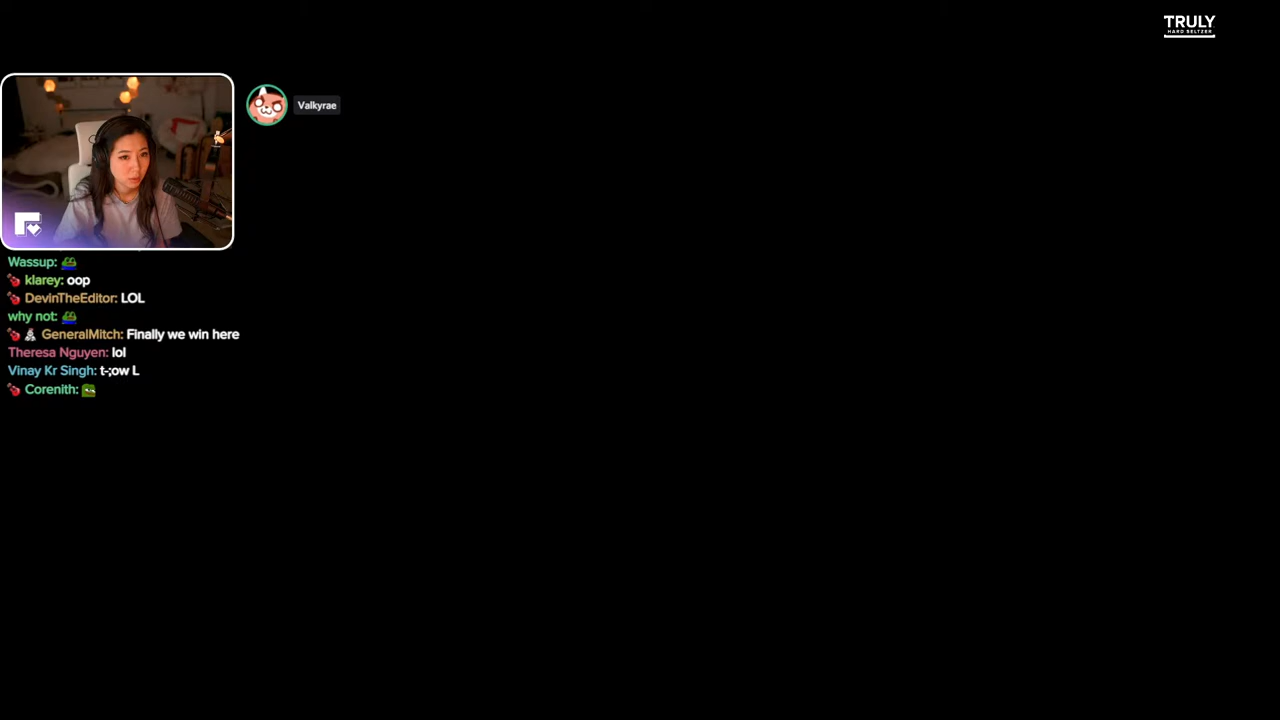 TRULY
HARD SELTZER
Valkyrae
Wassup:
klarey: oop
DevinTheEditor: LOL
why not:
GeneralMitch: Finally we win here
Theresa Nguyen: lol
Vinay Kr Singh: t-;ow L
Corenith: